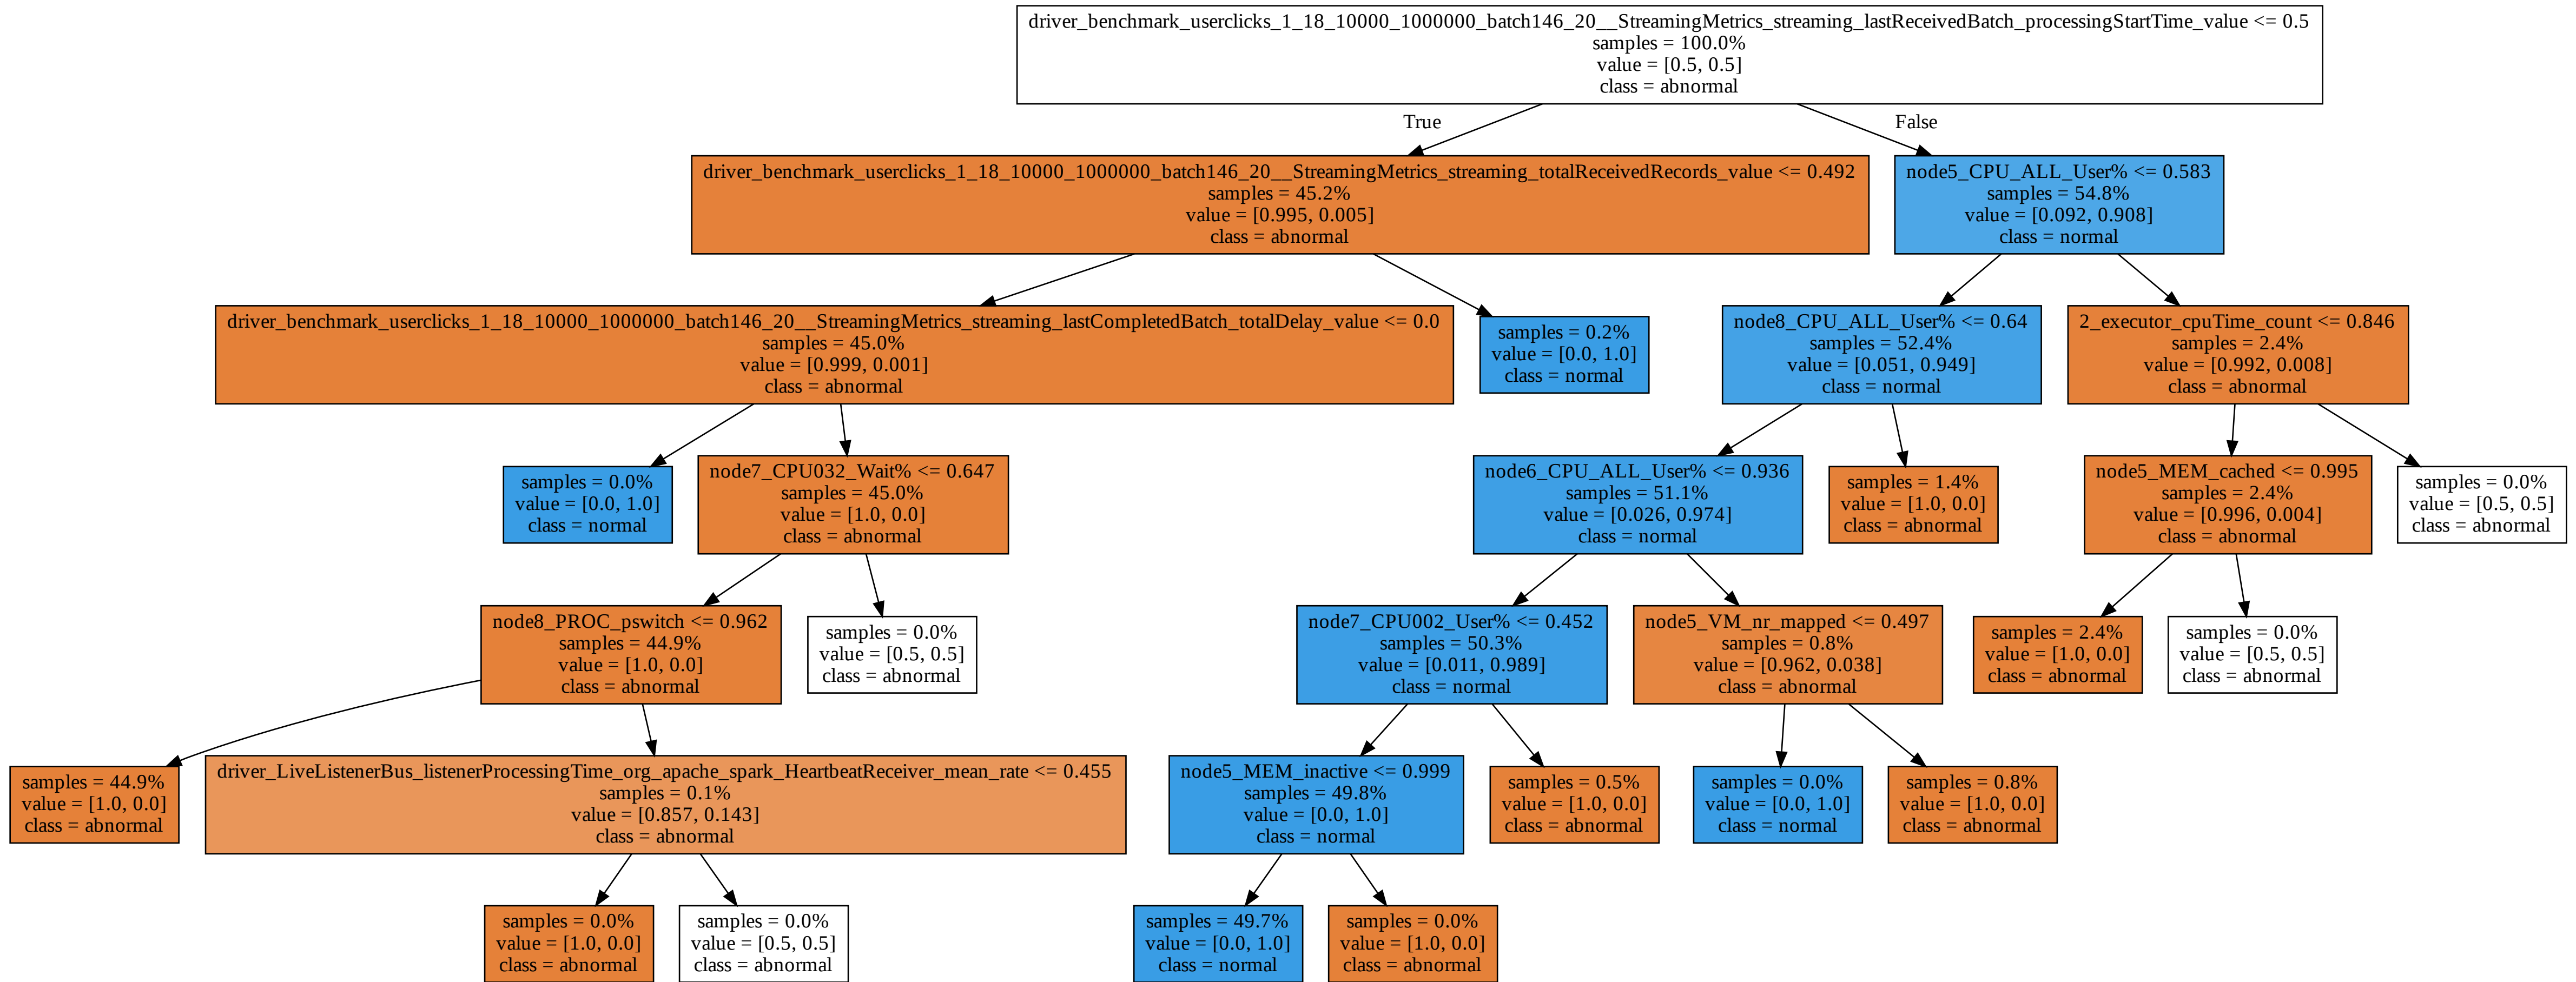 driver_benchmark_userclicks_1_18_10000_1000000_batch146_20__StreamingMetrics_streaming_lastReceivedBatch_processingStartTime_value <= 0.5
samples = 100.0%
value = [0.5, 0.5]
class = abnormal
True
False
driver_benchmark_userclicks_1_18_10000_1000000_batch146_20__StreamingMetrics_streaming_totalReceivedRecords_value <= 0.492
samples = 45.2%
value = [0.995, 0.005]
class = abnormal
node5_CPU_ALL_User% <= 0.583
samples = 54.8%
value = [0.092, 0.908]
class = normal
driver_benchmark_userclicks_1_18_10000_1000000_batch146_20__StreamingMetrics_streaming_lastCompletedBatch_totalDelay_value <= 0.0
samples = 45.0%
value = [0.999, 0.001]
class = abnormal
samples = 0.2%
value = [0.0, 1.0]
class = normal
node8_CPU_ALL_User% <= 0.64
samples = 52.4%
value = [0.051, 0.949]
class = normal
2_executor_cpuTime_count <= 0.846
samples = 2.4%
value = [0.992, 0.008]
class = abnormal
samples = 0.0%
value = [0.0, 1.0]
class = normal
node7_CPU032_Wait% <= 0.647
samples = 45.0%
value = [1.0, 0.0]
class = abnormal
node6_CPU_ALL_User% <= 0.936
samples = 51.1%
value = [0.026, 0.974]
class = normal
samples = 1.4%
value = [1.0, 0.0]
class = abnormal
node5_MEM_cached <= 0.995
samples = 2.4%
value = [0.996, 0.004]
class = abnormal
samples = 0.0%
value = [0.5, 0.5]
class = abnormal
node8_PROC_pswitch <= 0.962
samples = 44.9%
value = [1.0, 0.0]
class = abnormal
samples = 0.0%
value = [0.5, 0.5]
class = abnormal
node7_CPU002_User% <= 0.452
samples = 50.3%
value = [0.011, 0.989]
class = normal
node5_VM_nr_mapped <= 0.497
samples = 0.8%
value = [0.962, 0.038]
class = abnormal
samples = 2.4%
value = [1.0, 0.0]
class = abnormal
samples = 0.0%
value = [0.5, 0.5]
class = abnormal
samples = 44.9%
value = [1.0, 0.0]
class = abnormal
driver_LiveListenerBus_listenerProcessingTime_org_apache_spark_HeartbeatReceiver_mean_rate <= 0.455
samples = 0.1%
value = [0.857, 0.143]
class = abnormal
node5_MEM_inactive <= 0.999
samples = 49.8%
value = [0.0, 1.0]
class = normal
samples = 0.5%
value = [1.0, 0.0]
class = abnormal
samples = 0.0%
value = [0.0, 1.0]
class = normal
samples = 0.8%
value = [1.0, 0.0]
class = abnormal
samples = 0.0%
value = [1.0, 0.0]
class = abnormal
samples = 0.0%
value = [0.5, 0.5]
class = abnormal
samples = 49.7%
value = [0.0, 1.0]
class = normal
samples = 0.0%
value = [1.0, 0.0]
class = abnormal